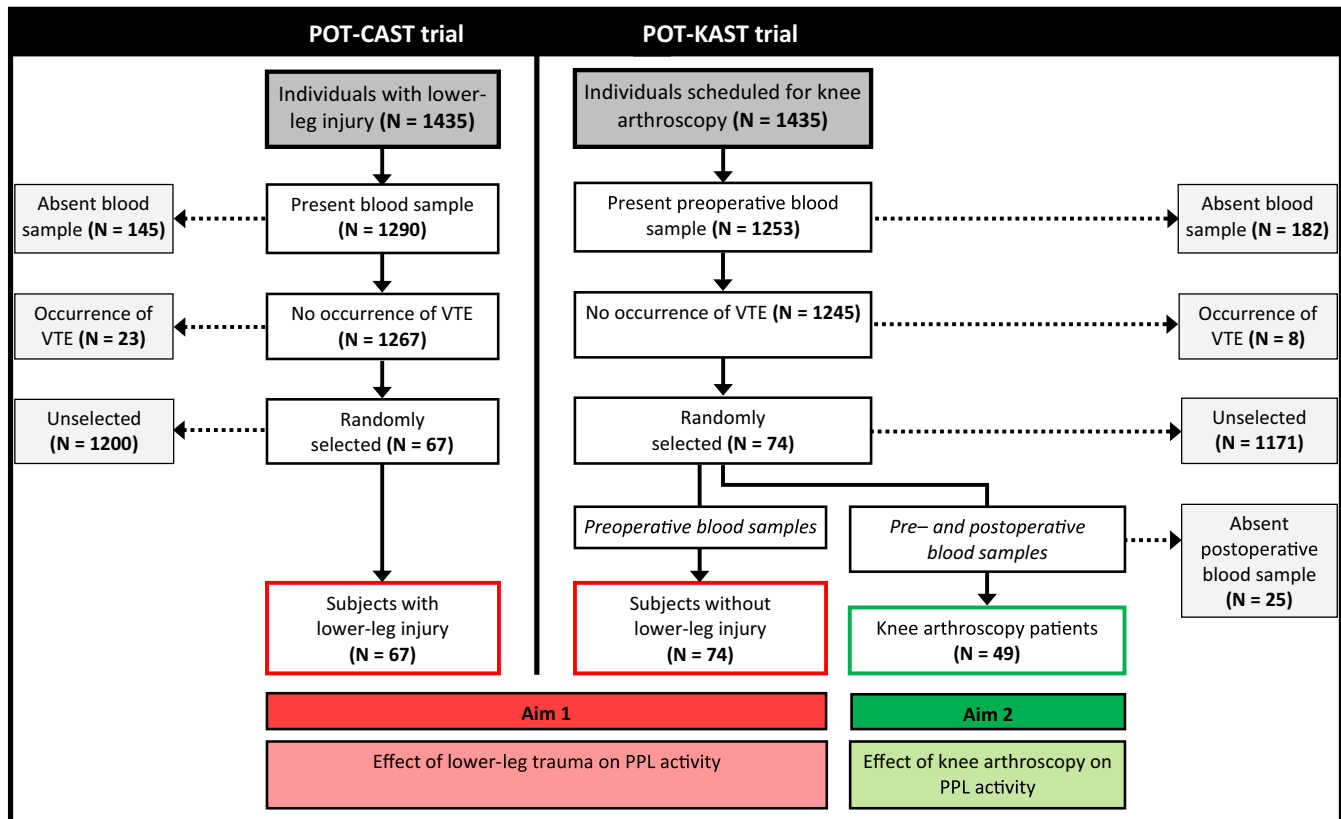 POT-CAST trial
POT-KAST trial
Individuals with lower-
leg injury (N = 1435)
Individuals scheduled for knee
arthroscopy (N = 1435)
Absent blood
sample (N = 145)
Present blood sample
(N = 1290)
Present preoperative blood
sample (N = 1253)
Absent blood
sample (N = 182)
Occurrence of
VTE (N = 23)
No occurrence of VTE
(N = 1267)
No occurrence of VTE (N = 1245)
Occurrence of
VTE (N = 8)
Unselected
(N = 1200)
Randomly
selected (N = 67)
Randomly
selected (N = 74)
Unselected
(N = 1171)
Preoperative blood samples
Pre– and postoperative
blood samples
Absent
postoperative
blood sample
(N = 25)
Subjects with
lower-leg injury
(N = 67)
Subjects without
lower-leg injury
(N = 74)
Knee arthroscopy patients
(N = 49)
Aim 1
Aim 2
Effect of lower-leg trauma on PPL activity
Effect of knee arthroscopy on
PPL activity